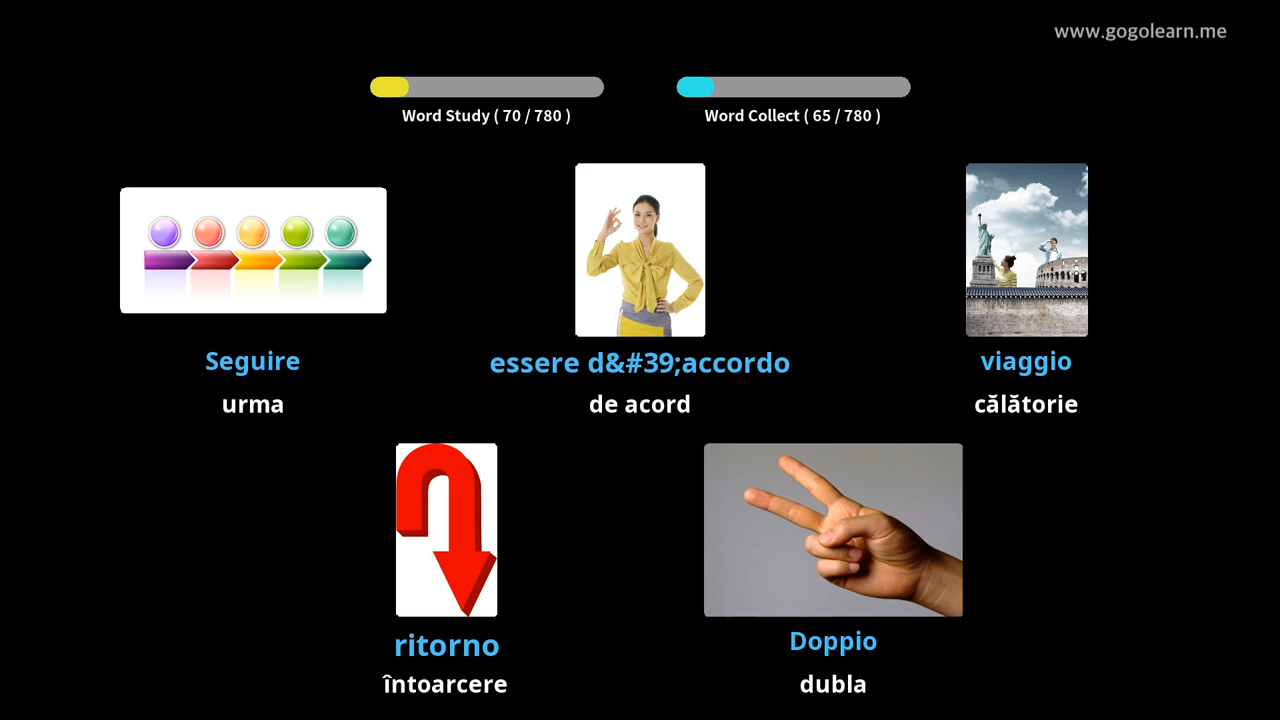 www.gogolearn.me
Word Study ( 70 / 780 )
Word Collect ( 65 / 780 )
Seguire
essere d&#39;accordo
viaggio
urma
de acord
călătorie
ritorno
Doppio
întoarcere
dubla